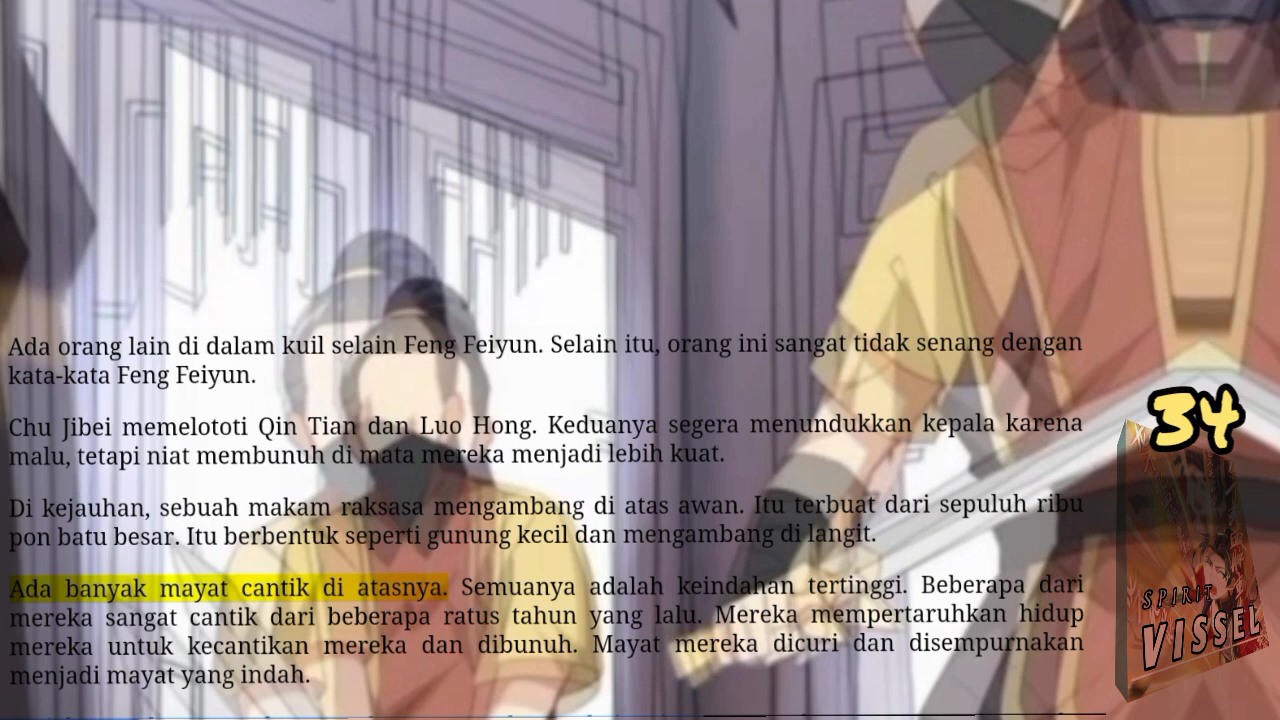 Ada orang lain di dalam kuil selain Feng Feiyun. Selain itu, orang ini sangat tidak senang dengan
kata-kata Feng Feiyun.
Chu Jibei memelototi Qin Tian dan Luo Hong. Keduanya segera menundukkan kepala karena
malu, tetapi niat membunuh di mata mereka menjadi lebih kuat.
Di kejauhan, sebuah makam raksasa mengambang di atas awan. Itu terbuat dari sepuluh ribu
pon batu besar. Itu berbentuk seperti gunung kecil dan mengambang di langit.
Ada banyak mayat cantik di atasnya. Semuanya adalah keindahan tertinggi. Beberapa dari
mereka sangat cantik dari beberapa ratus tahun yang lalu. Mereka mempertaruhkan hidup
mereka untuk kecantikan mereka dan dibunuh. Mayat mereka dicuri dan disempurnakan
menjadi mayat yang indah.
34
SPIRIT
VISSEL